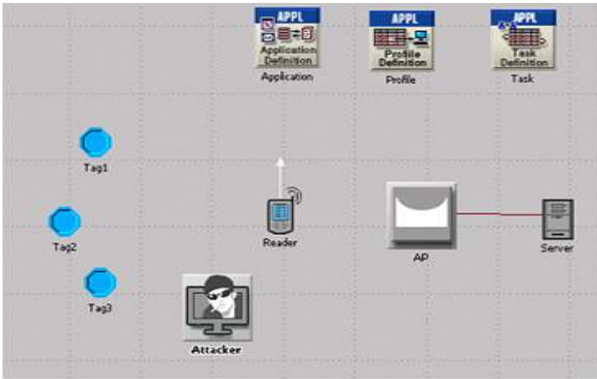 APPL
Application
Definition
Application
APPL
Profile
Definition
Profile
APPL
Task
Definition
Task
Tag1
Tag2
Tag3
Reader
AP
Server
Attacker